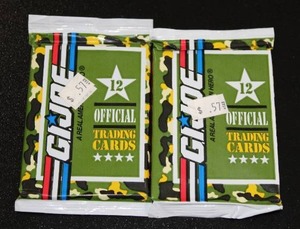 GI JOE
A REAL AMERICAN HERO
12
$ .57
OFFICIAL
TRADING
CARDS
GI JOE
A REAL AMERICAN HERO
12
$ .57
OFFICIAL
TRADING
CARDS